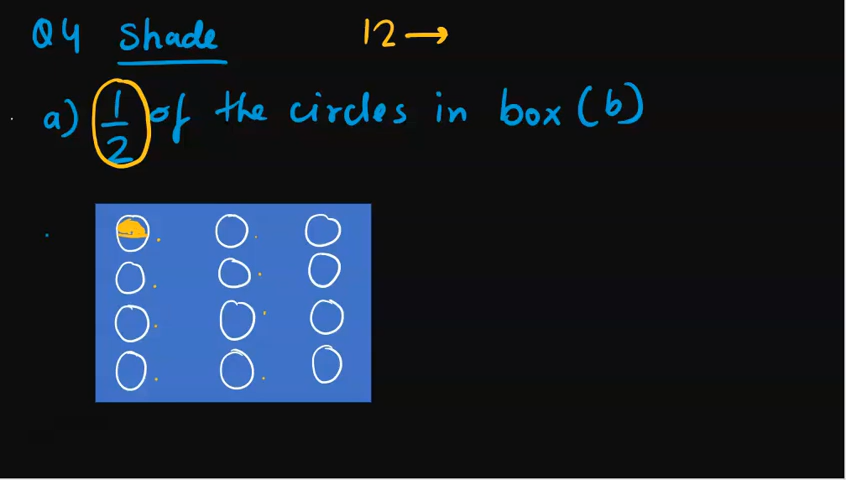 Q4 Shade 12 →
a) 1/2 of the circles in box (b)